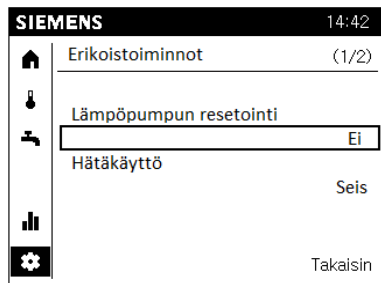 SIEMENS 14:42
Erikoistoiminnot (1/2)
Lämpöpumpun resetointi
Ei
Hätäkäyttö
Seis
Takaisin